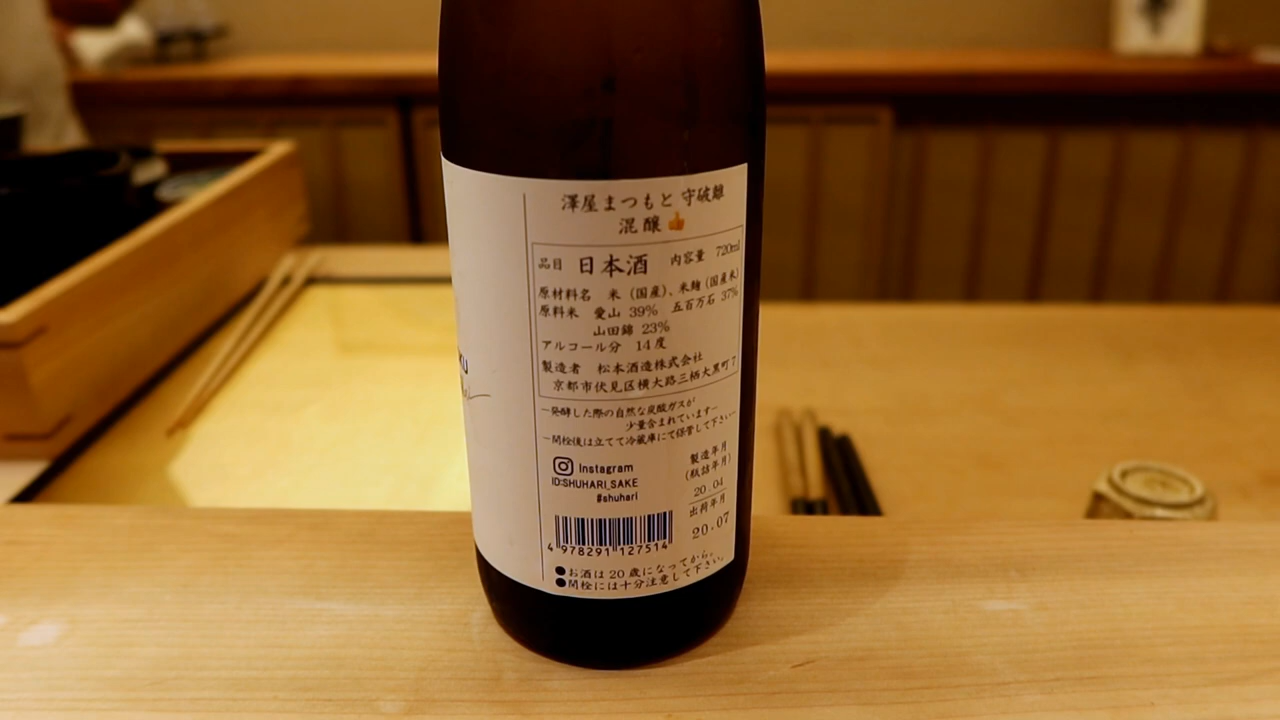 澤屋まつもと 守破離
混醸👍
品目 日本酒 内容量 720ml
原材料名 米(国産)、米麹(国産米)
原料米 愛山 39% 五百万石 37%
山田錦 23%
アルコール分 14度
製造者 松本酒造株式会社
京都市伏見区横大路三栖大黒町7
−発酵した際の自然な炭酸ガスが
少量含まれています−
−開栓後は立てて冷蔵庫にて保管して下さい−
Instagram
ID:SHUHARI_SAKE
#shuhari
製造年月
(瓶詰年月)
20.04
出荷年月
20.07
4 978291 127514
●お酒は20歳になってから。
●開栓には十分注意して下さい。
KU